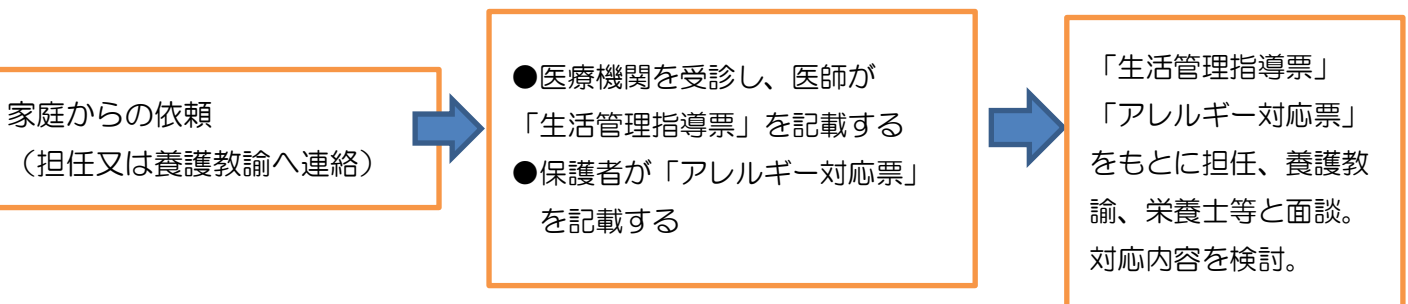 家庭からの依頼
（担任又は養護教諭へ連絡）
●医療機関を受診し、医師が
「生活管理指導票」を記載する
●保護者が「アレルギー対応票」
を記載する
「生活管理指導票」
「アレルギー対応票」
をもとに担任、養護教
諭、栄養士等と面談。
対応内容を検討。